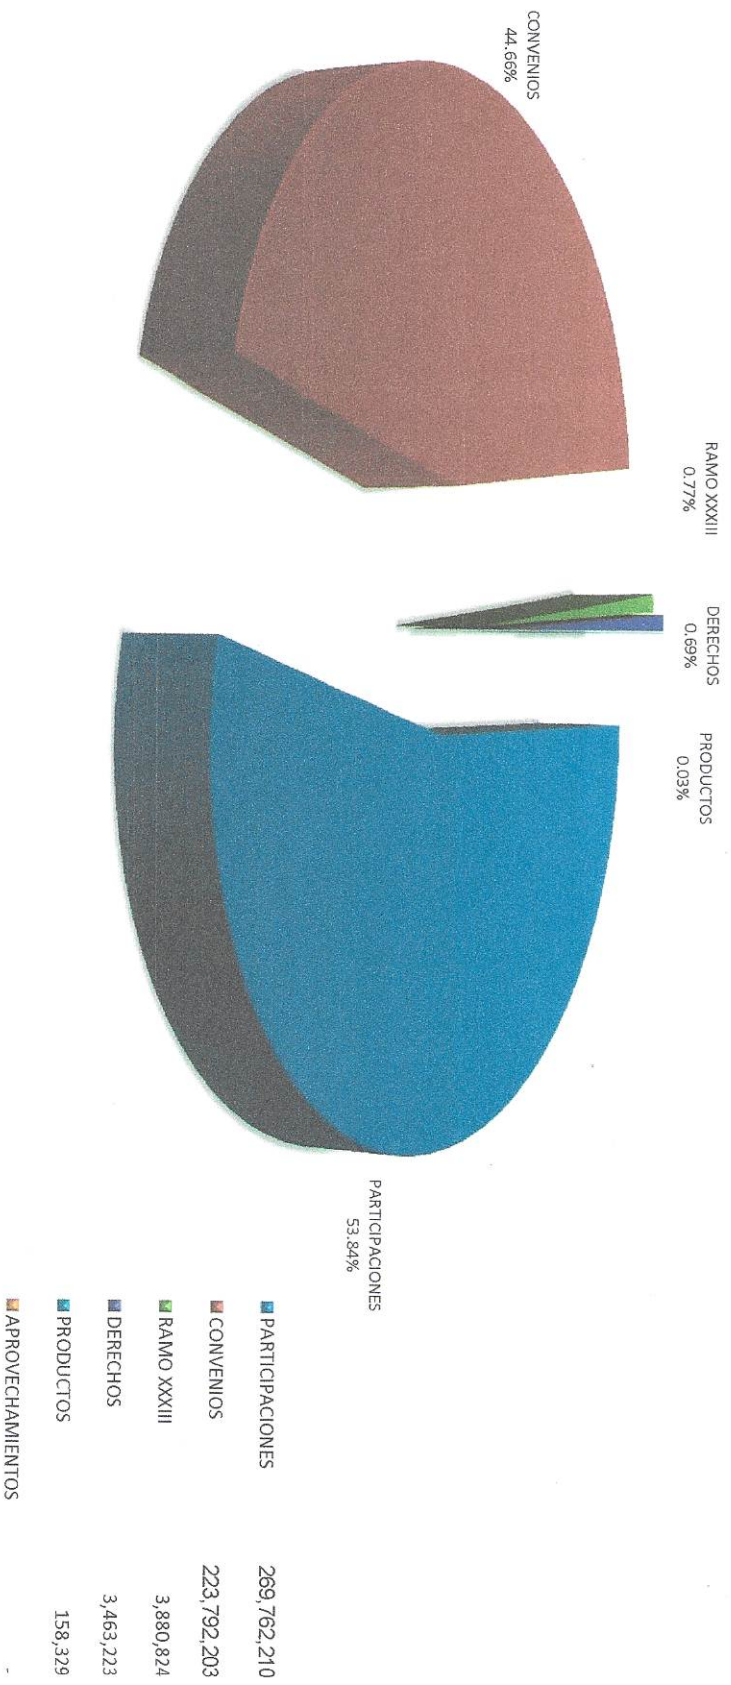 RAMO XXXIII
0.77%
DERECHOS
0.69%
PRODUCTOS
0.03%
CONVENIOS
44.66%
PARTICIPACIONES
53.84%
PARTICIPACIONES 269,762,210
CONVENIOS 223,792,203
RAMO XXXIII 3,880,824
DERECHOS 3,463,223
PRODUCTOS 158,329
APROVECHAMIENTOS -